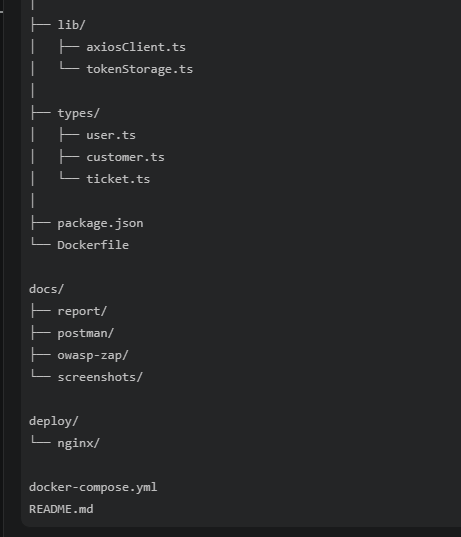 │
├── lib/
│   ├── axiosClient.ts
│   └── tokenStorage.ts
│
├── types/
│   ├── user.ts
│   ├── customer.ts
│   └── ticket.ts
│
├── package.json
└── Dockerfile

docs/
├── report/
├── postman/
├── owasp-zap/
└── screenshots/

deploy/
└── nginx/

docker-compose.yml
README.md